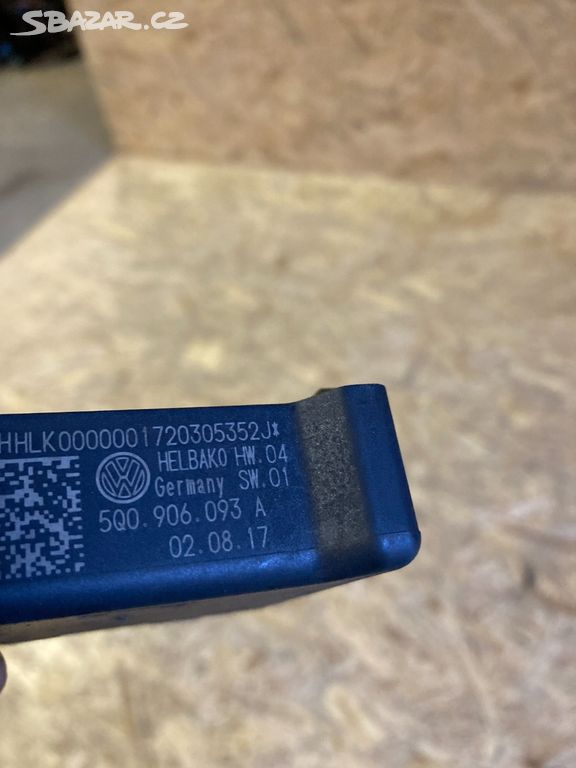 SBAZAR.CZ
HHLK0000001720305352J*
HELBAKO HW.04
Germany SW.01
5Q0.906.093 A
02.08.17